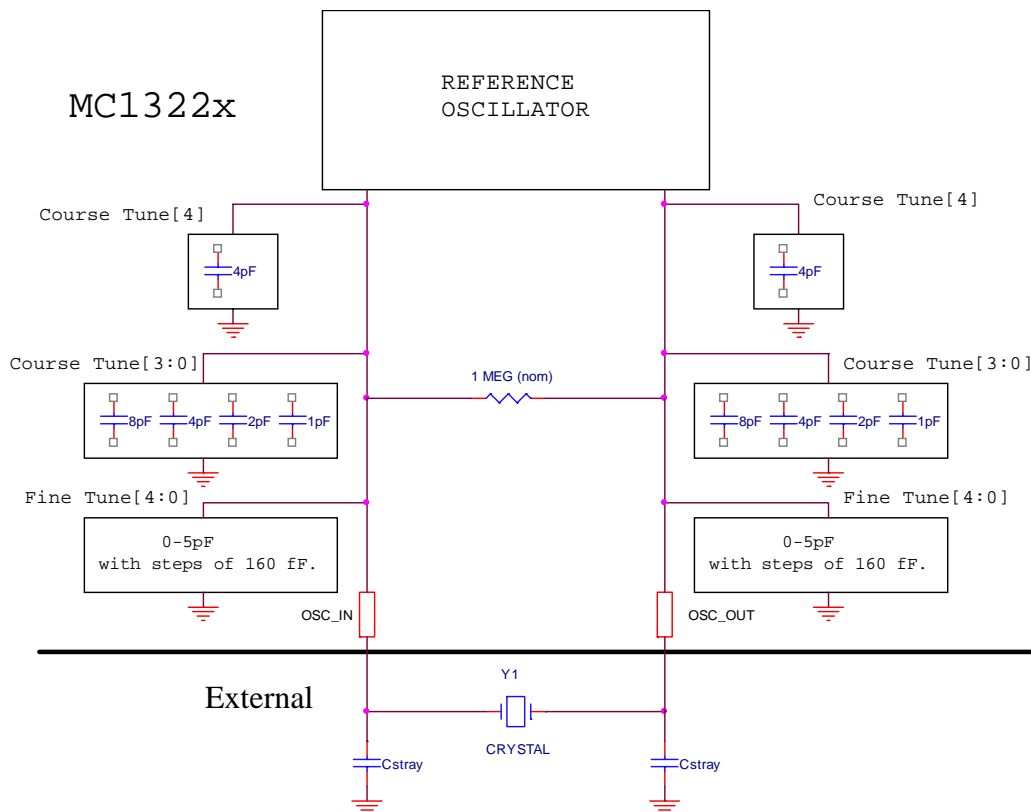 REFERENCE
OSCILLATOR
MC1322x
Course Tune[4]
Course Tune[4]
4pF
4pF
Course Tune[3:0]
1 MEG (nom)
Course Tune[3:0]
8pF 4pF 2pF 1pF
8pF 4pF 2pF 1pF
Fine Tune[4:0]
Fine Tune[4:0]
0-5pF
with steps of 160 fF.
0-5pF
with steps of 160 fF.
OSC_IN
OSC_OUT
External
Y1
CRYSTAL
Cstray
Cstray